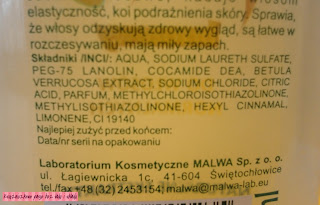 elastyczność, koi podrażnienia skóry. Sprawia,
że włosy odzyskują zdrowy wygląd, są łatwe w
rozczesywaniu, mają miły zapach.
Składniki /INCI/: AQUA, SODIUM LAURETH SULFATE,
PEG-75 LANOLIN, COCAMIDE DEA, BETULA
VERRUCOSA EXTRACT, SODIUM CHLORIDE, CITRIC
ACID, PARFUM, METHYLCHLOROISOTHIAZOLINONE,
METHYLISOTHIAZOLINONE, HEXYL CINNAMAL,
LIMONENE, CI 19140
Najlepiej zużyć przed końcem:
Data/nr serii na opakowaniu
Laboratorium Kosmetyczne MALWA Sp. z o. o.
ul. Łagiewnicka 1c, 41-604 Świętochłowice
tel./fax +48 (32) 2453154; malwa@malwa-lab.eu